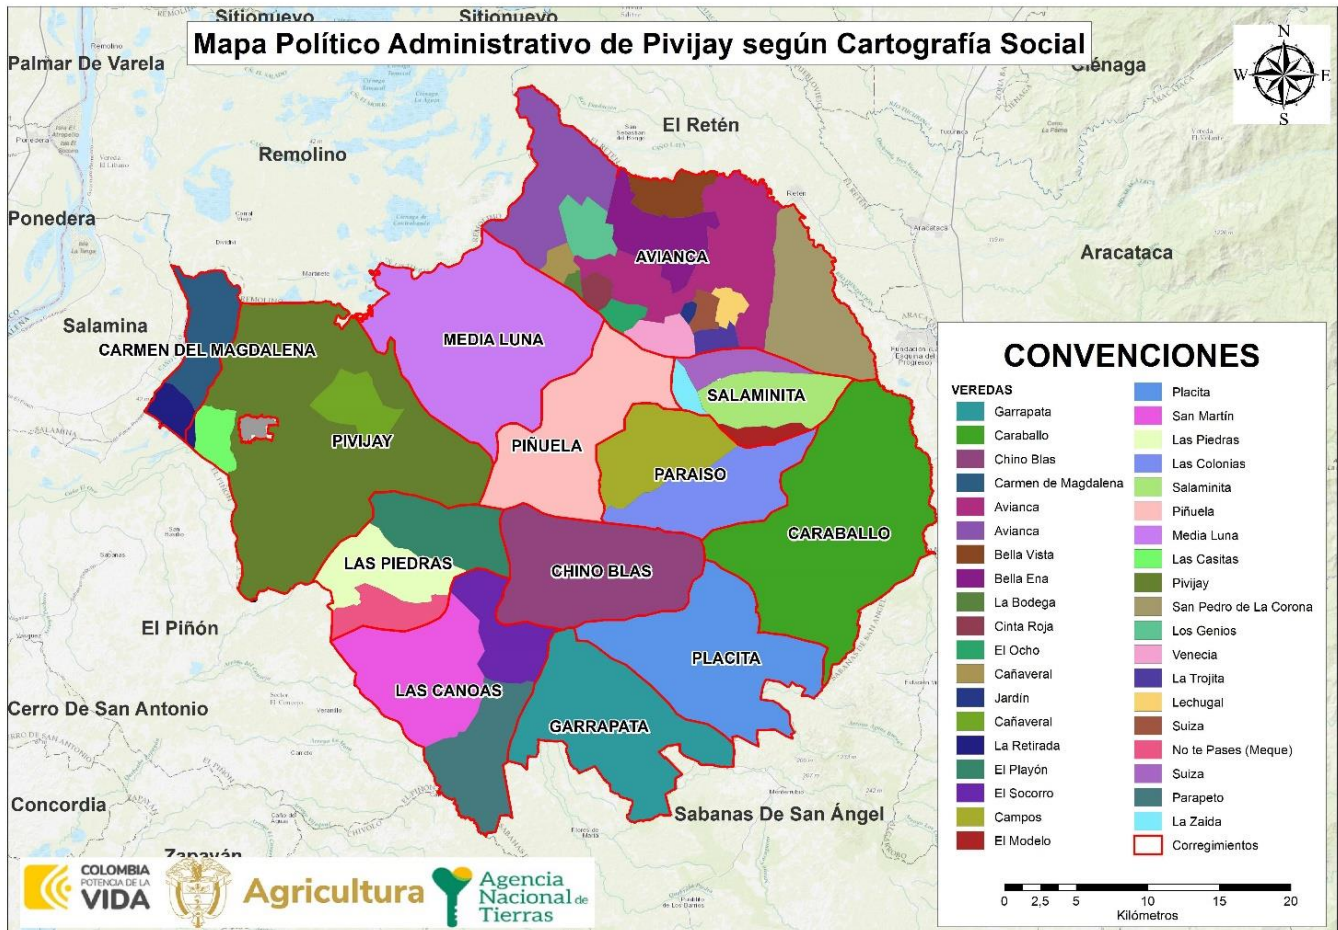 Sitionuevo
Sitionuevo
Mapa Político Administrativo de Pivijay según Cartografía Social
Palmar De Varela
Remolino
Ciénaga
N
W E
S
El Retén
Remolino
Ponedera
Ponedera
Aracataca
Aracataca
AVIANCA
Salamina
CARMEN DEL MAGDALENA
MEDIA LUNA
SALAMINITA
PIVIJAY
PIÑUELA
PARAISO
CARABALLO
LAS PIEDRAS
CHINO BLAS
El Piñón
PLACITA
LAS CANOAS
GARRAPATA
Cerro De San Antonio
Concordia
Sabanas De San Ángel
Zapayán
CONVENCIONES
VEREDAS
Garrapata
Caraballo
Chino Blas
Carmen de Magdalena
Avianca
Avianca
Bella Vista
Bella Ena
La Bodega
Cinta Roja
El Ocho
Cañaveral
Jardín
Cañaveral
La Retirada
El Playón
El Socorro
Campos
El Modelo
Placita
San Martín
Las Piedras
Las Colonias
Salaminita
Piñuela
Media Luna
Las Casitas
Pivijay
San Pedro de La Corona
Los Genios
Venecia
La Trojita
Lechugal
Suiza
No te Pases (Meque)
Suiza
Parapeto
La Zaida
Corregimientos
0 2,5 5 10 15 20
Kilómetros
COLOMBIA
POTENCIA DE LA
VIDA
Agricultura
Agencia
Nacional de
Tierras